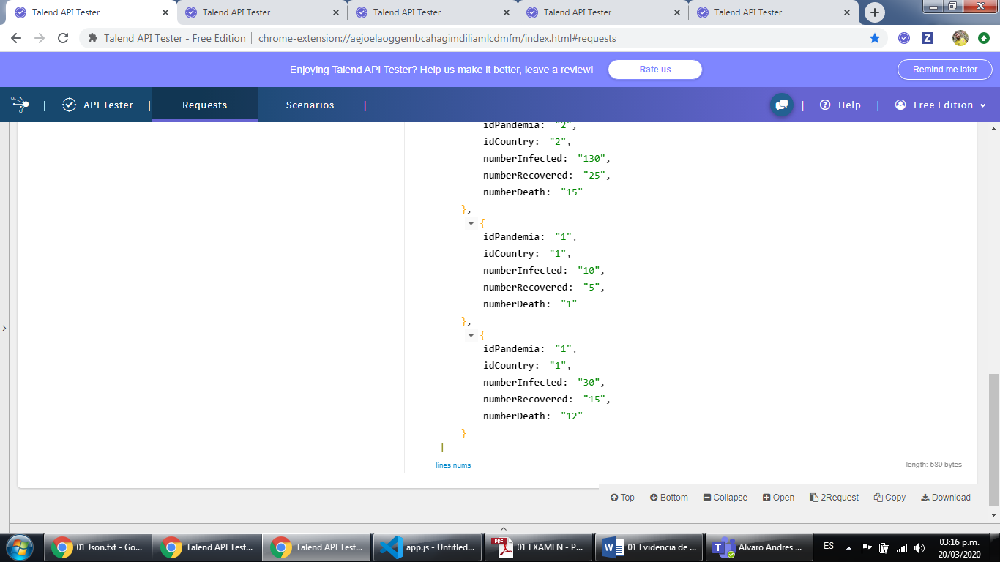 Talend API Tester
Talend API Tester
Talend API Tester
Talend API Tester
Talend API Tester
Talend API Tester - Free Edition | chrome-extension://aejoelaoggembcahagimdiliamlcdmfm/index.html#requests
Enjoying Talend API Tester? Help us make it better, leave a review!
Rate us
Remind me later
API Tester
Requests
Scenarios
Help
Free Edition
idPandemia: "2",
idCountry: "2",
numberInfected: "130",
numberRecovered: "25",
numberDeath: "15"
},
{
idPandemia: "1",
idCountry: "1",
numberInfected: "10",
numberRecovered: "5",
numberDeath: "1"
},
{
idPandemia: "1",
idCountry: "1",
numberInfected: "30",
numberRecovered: "15",
numberDeath: "12"
}
]
lines nums
length: 589 bytes
Top
Bottom
Collapse
Open
2Request
Copy
Download
01 Json.txt - Go...
Talend API Test...
Talend API Test...
app.js - Untitled...
01 EXAMEN - P...
01 Evidencia de ...
Alvaro Andres ...
ES
03:16 p.m.
20/03/2020